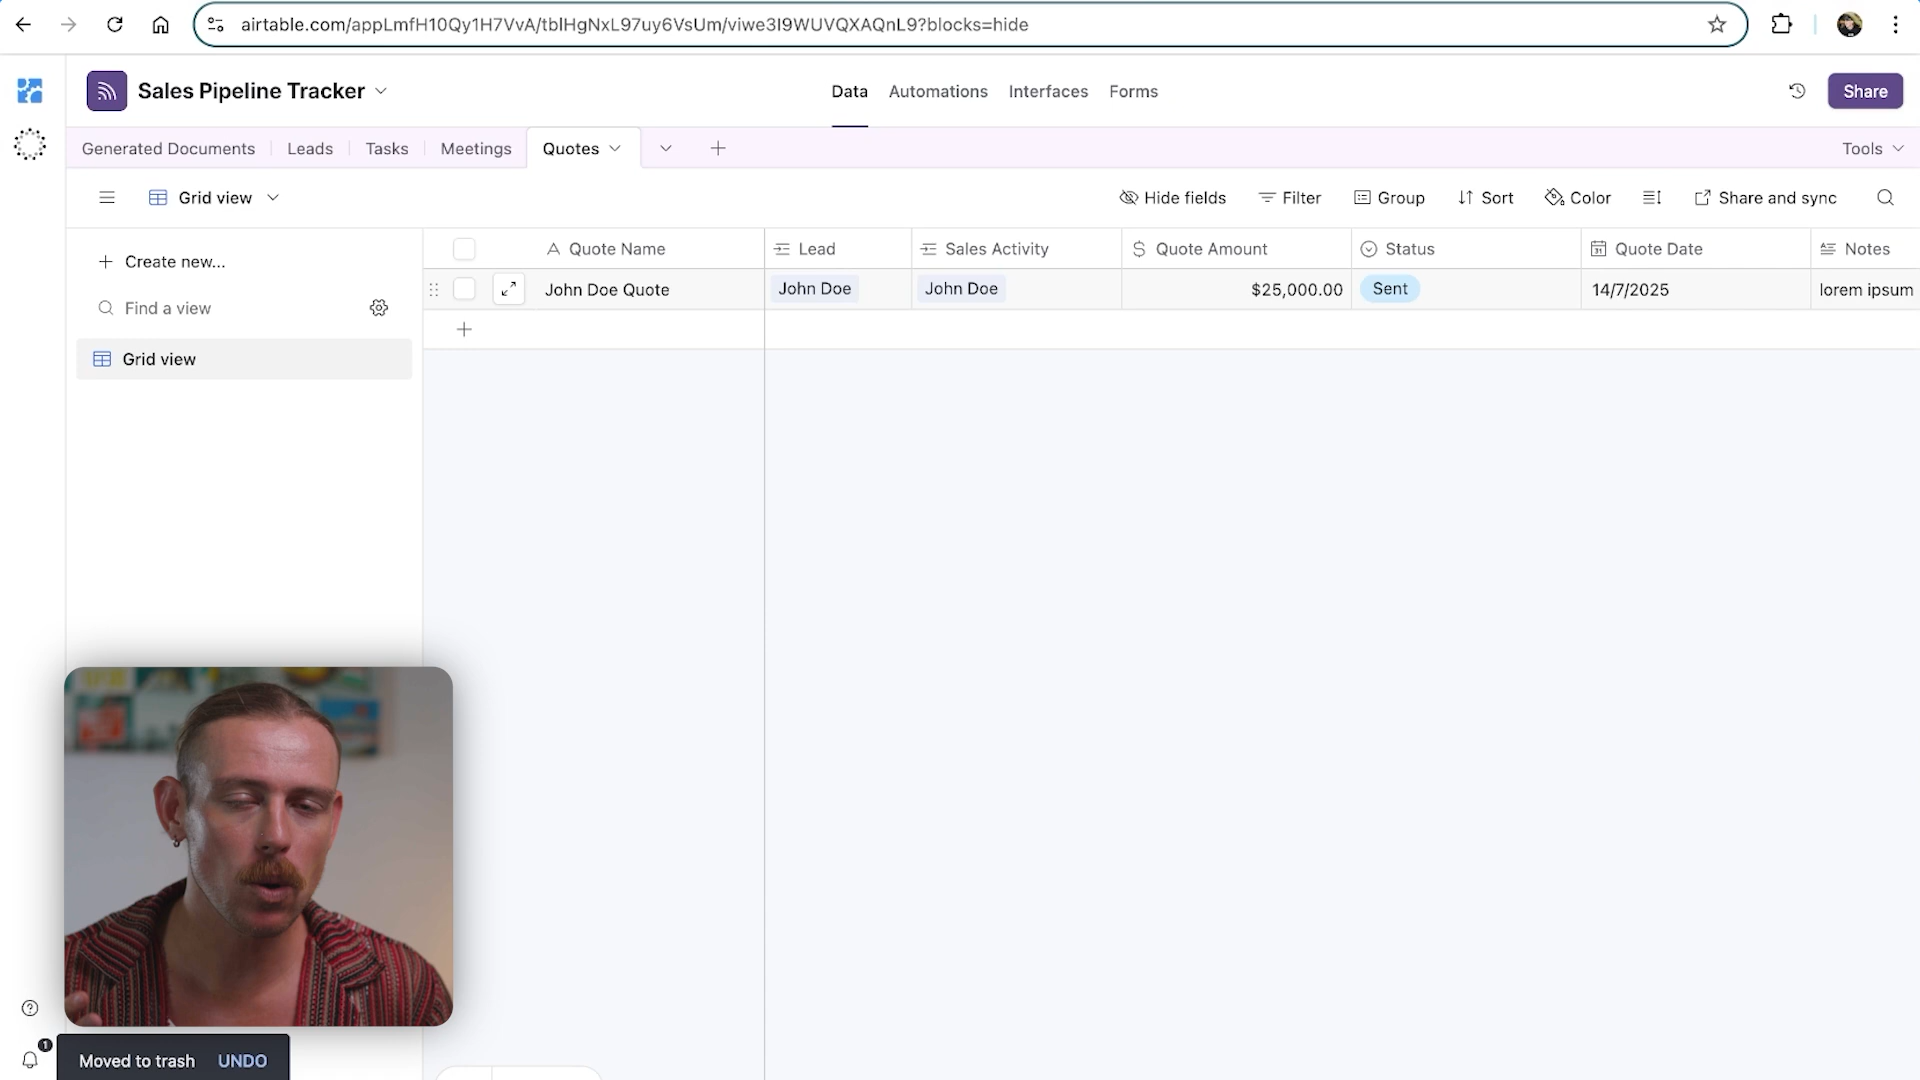 airtable.com/appLmfH10Qy1H7VvA/tblHgNxL97uy6VsUm/viwe3I9WUVQXAQnL9?blocks=hide
Sales Pipeline Tracker
Data Automations Interfaces Forms
Share
Generated Documents Leads Tasks Meetings Quotes
Tools
Grid view
Hide fields Filter Group Sort Color Share and sync
Create new...
Find a view
Grid view
Quote Name Lead Sales Activity Quote Amount Status Quote Date Notes
John Doe Quote John Doe John Doe $25,000.00 Sent 14/7/2025 lorem ipsum
1
Moved to trash UNDO